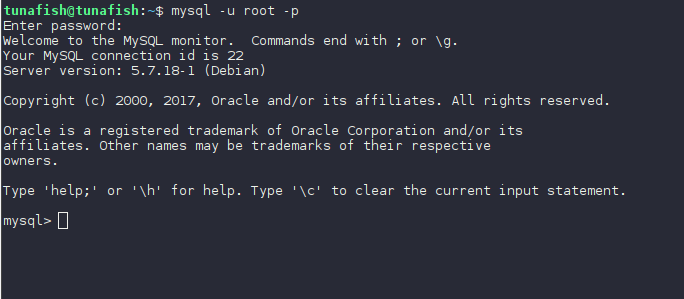 tunafish@tunafish:~$ mysql -u root -p
Enter password:
Welcome to the MySQL monitor.  Commands end with ; or \g.
Your MySQL connection id is 22
Server version: 5.7.18-1 (Debian)
Copyright (c) 2000, 2017, Oracle and/or its affiliates. All rights reserved.
Oracle is a registered trademark of Oracle Corporation and/or its
affiliates. Other names may be trademarks of their respective
owners.
Type 'help;' or '\h' for help. Type '\c' to clear the current input statement.
mysql>